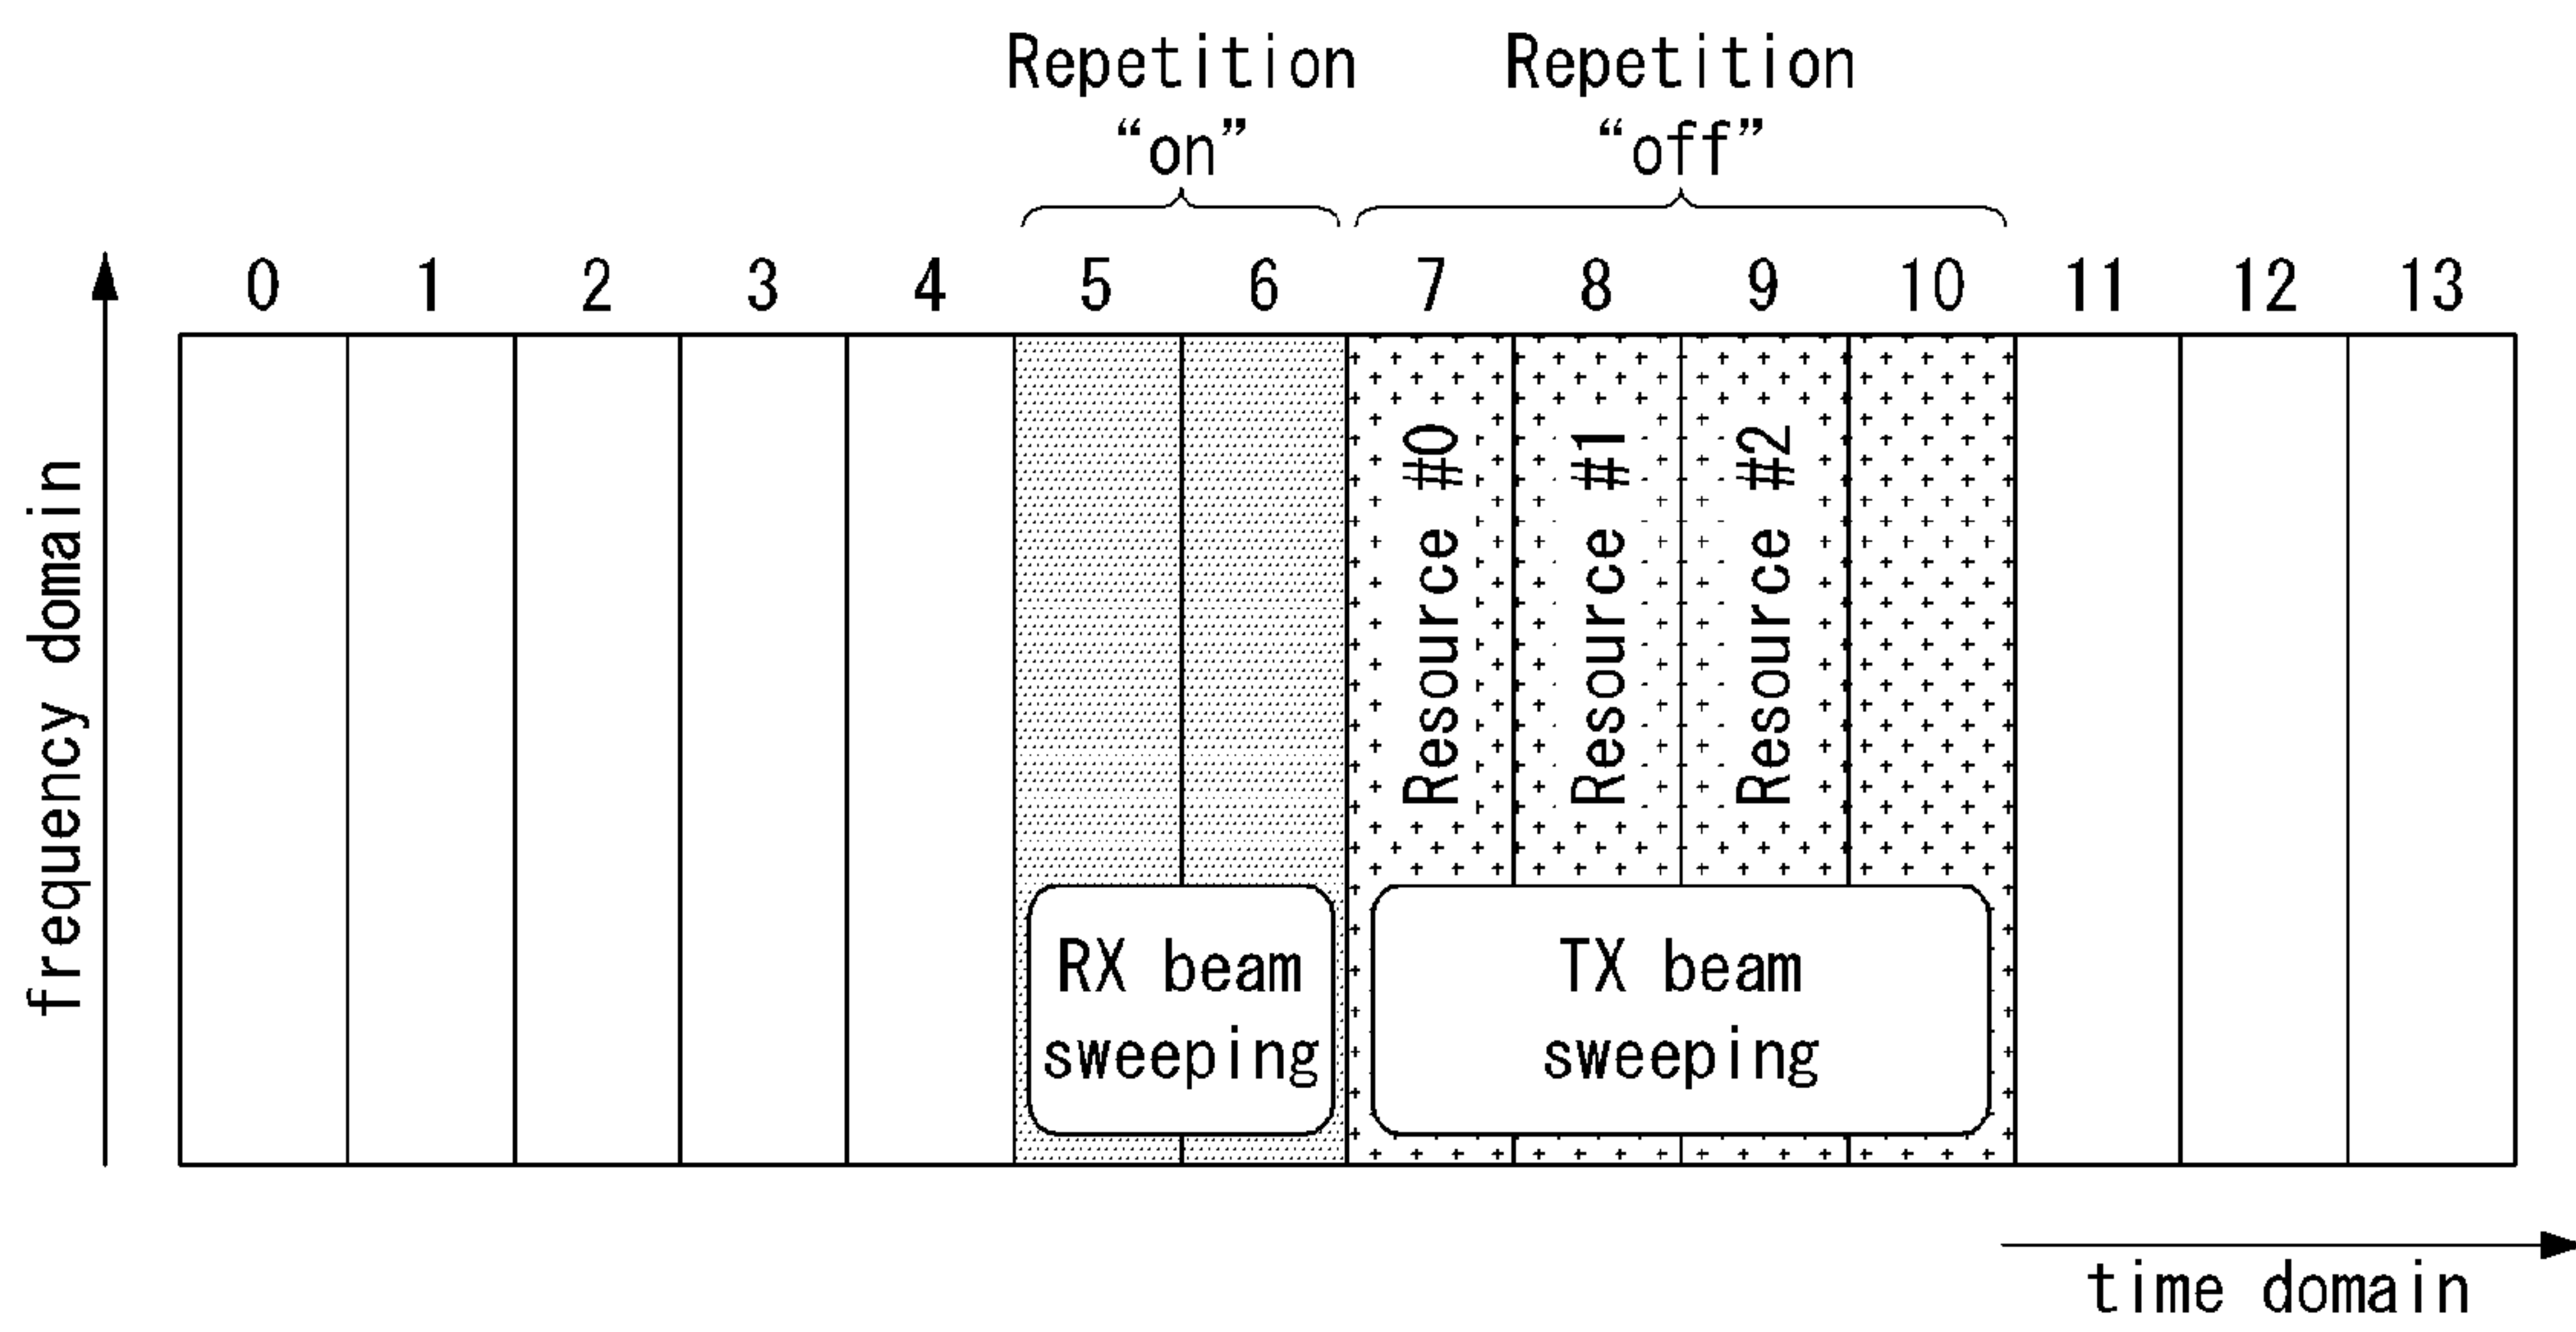 Repetition
“on”
Repetition
“off”
0 1 2 3 4 5 6 7 8 9 10 11 12 13
frequency domain
Resource #0
Resource #1
Resource #2
RX beam
sweeping
TX beam
sweeping
time domain